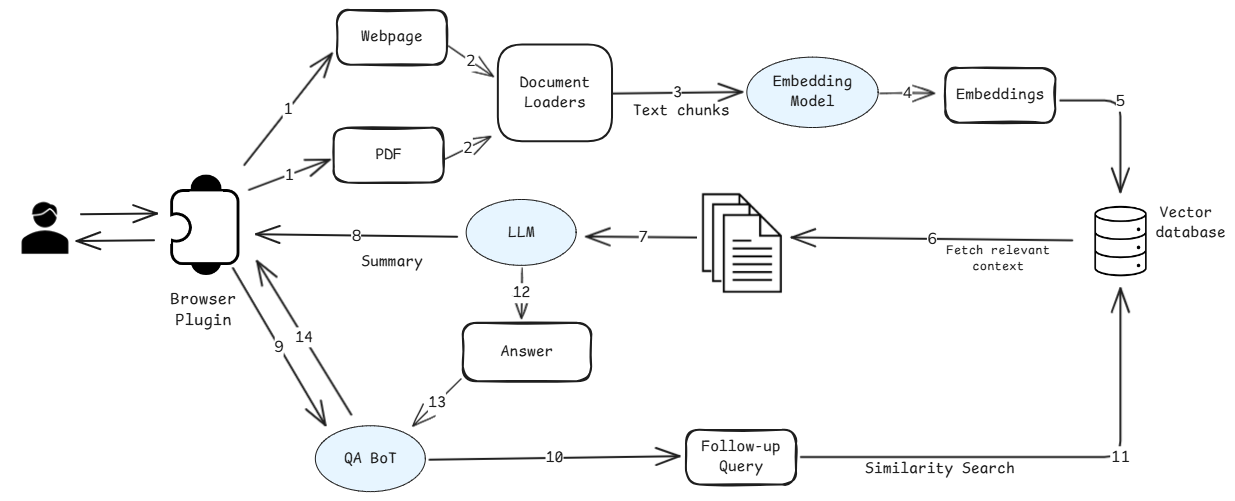 Webpage
1
2
Document
Loaders
3
Text chunks
Embedding
Model
4
Embeddings
5
PDF
1
2
Browser
Plugin
8
Summary
LLM
7
6
Fetch relevant
context
Vector
database
12
Answer
13
9
14
QA BoT
10
Follow-up
Query
Similarity Search
11